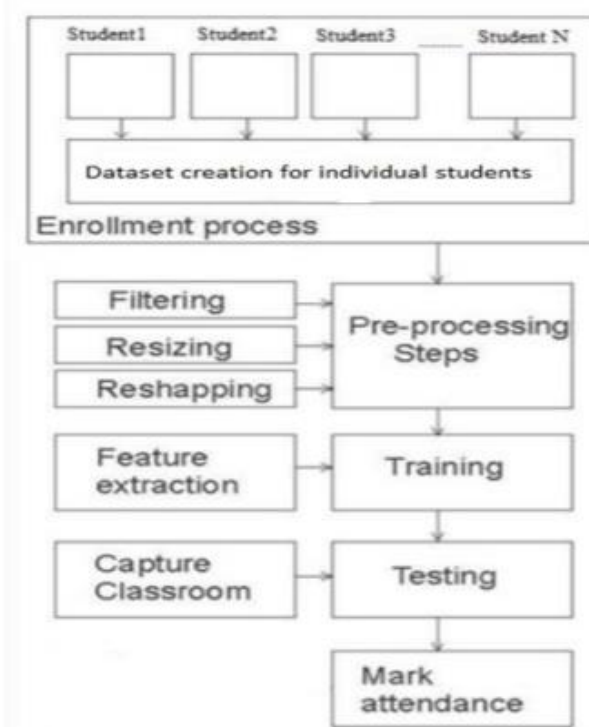 Student1 Student2 Student3 ...... Student N
Dataset creation for individual students
Enrollment process
Filtering
Resizing
Reshapping
Pre-processing
Steps
Feature
extraction
Training
Capture
Classroom
Testing
Mark
attendance